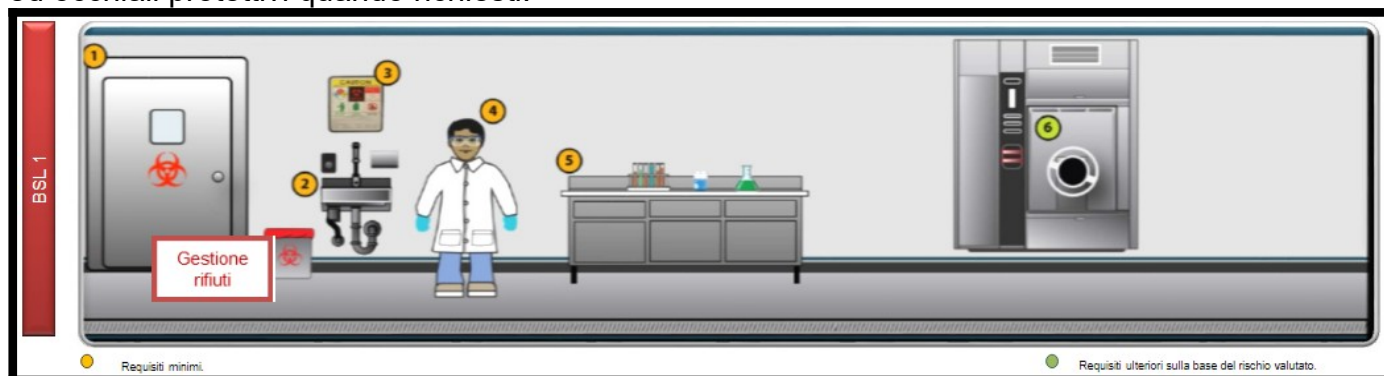 BSL 1
1
3
4
2
5
6
CAUTION
Gestione
rifiuti
Requisiti minimi.
Requisiti ulteriori sulla base del rischio valutato.